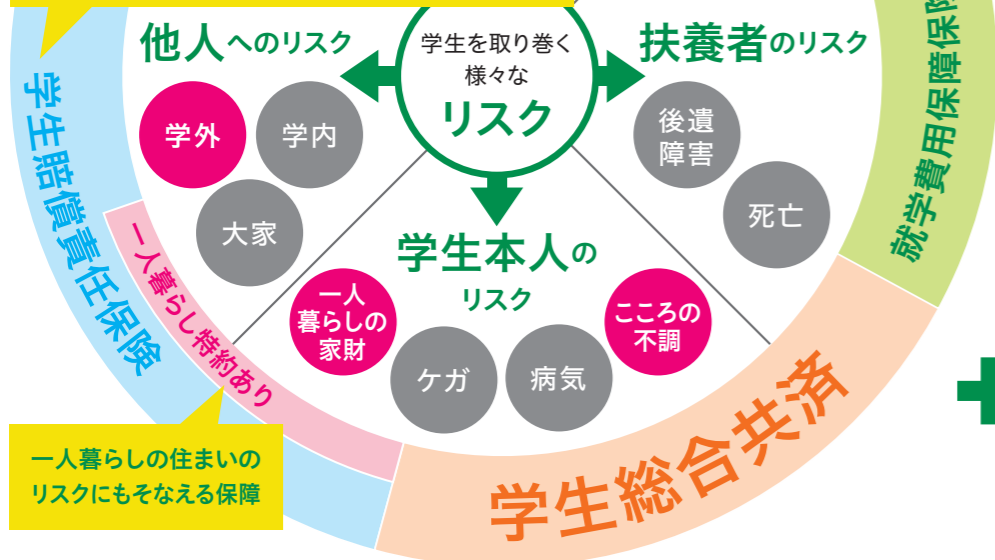 学生を取り巻く
様々な
リスク
他人へのリスク
学外
学内
大家
扶養者のリスク
後遺
障害
死亡
学生本人の
リスク
一人
暮らしの
家財
ケガ
病気
こころの
不調
学生賠償責任保険
一人暮らし特約あり
学生総合共済
就学費用保障保険
一人暮らしの住まいの
リスクにもそなえる保障